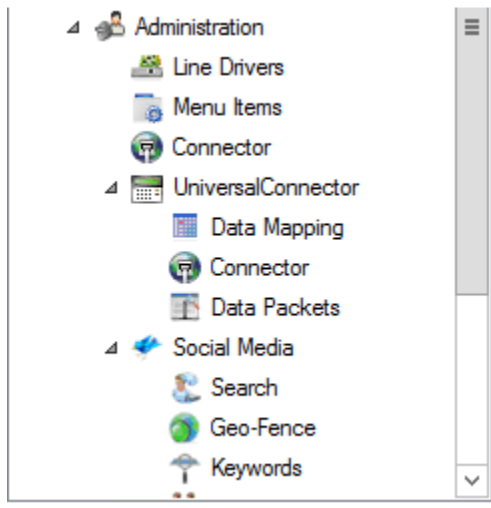 Administration
Line Drivers
Menu Items
Connector
UniversalConnector
Data Mapping
Connector
Data Packets
Social Media
Search
Geo-Fence
Keywords